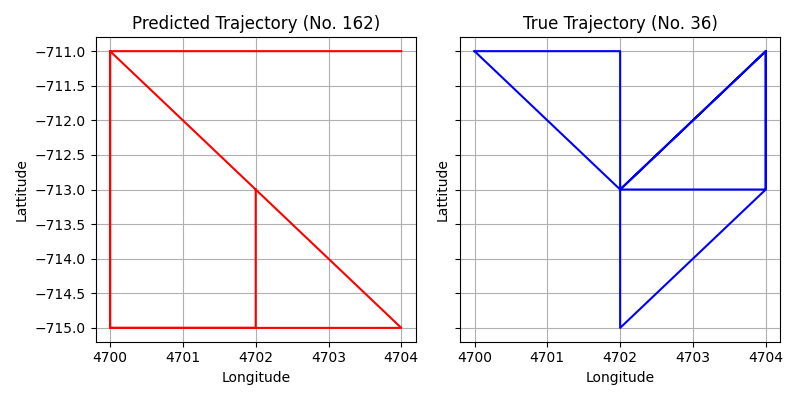 Predicted Trajectory (No. 162)
True Trajectory (No. 36)
−711.0
−711.5
−712.0
−712.5
−713.0
−713.5
−714.0
−714.5
−715.0
Lattitude
Lattitude
4700 4701 4702 4703 4704
4700 4701 4702 4703 4704
Longitude
Longitude